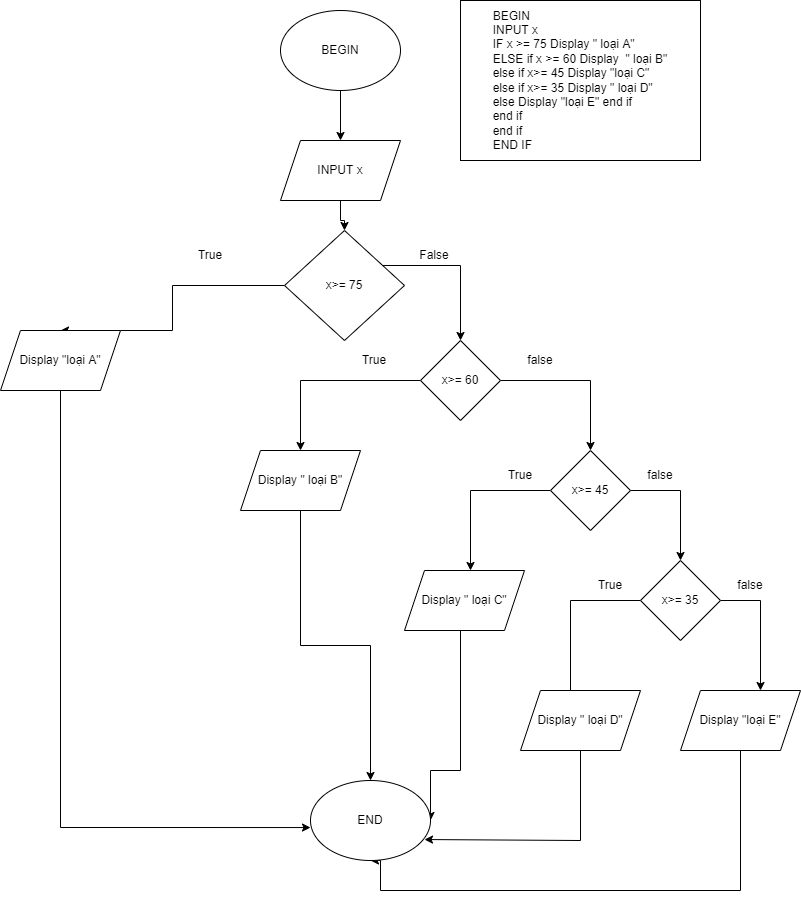 BEGIN
BEGIN
INPUT x
IF x >= 75 Display " loại A"
ELSE if x >= 60 Display  " loại B"
else if x>= 45 Display "loại C"
else if x>= 35 Display " loại D"
else Display "loại E" end if
end if
end if
END IF
INPUT x
True
False
x>= 75
Display "loại A"
True
false
x>= 60
Display " loại B"
True
false
x>= 45
Display " loại C"
True
false
x>= 35
Display " loại D"
Display "loại E"
END